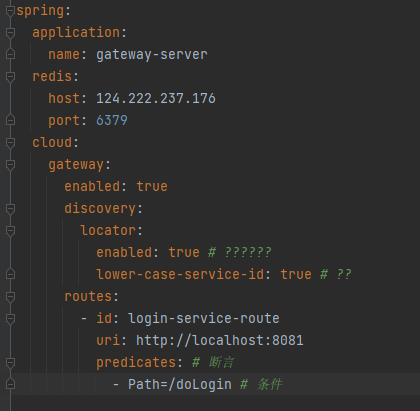 spring:
  application:
    name: gateway-server
  redis:
    host: 124.222.237.176
    port: 6379
  cloud:
    gateway:
      enabled: true
      discovery:
        locator:
          enabled: true # ??????
          lower-case-service-id: true # ??
      routes:
        - id: login-service-route
          uri: http://localhost:8081
          predicates: # 断言
            - Path=/doLogin # 条件